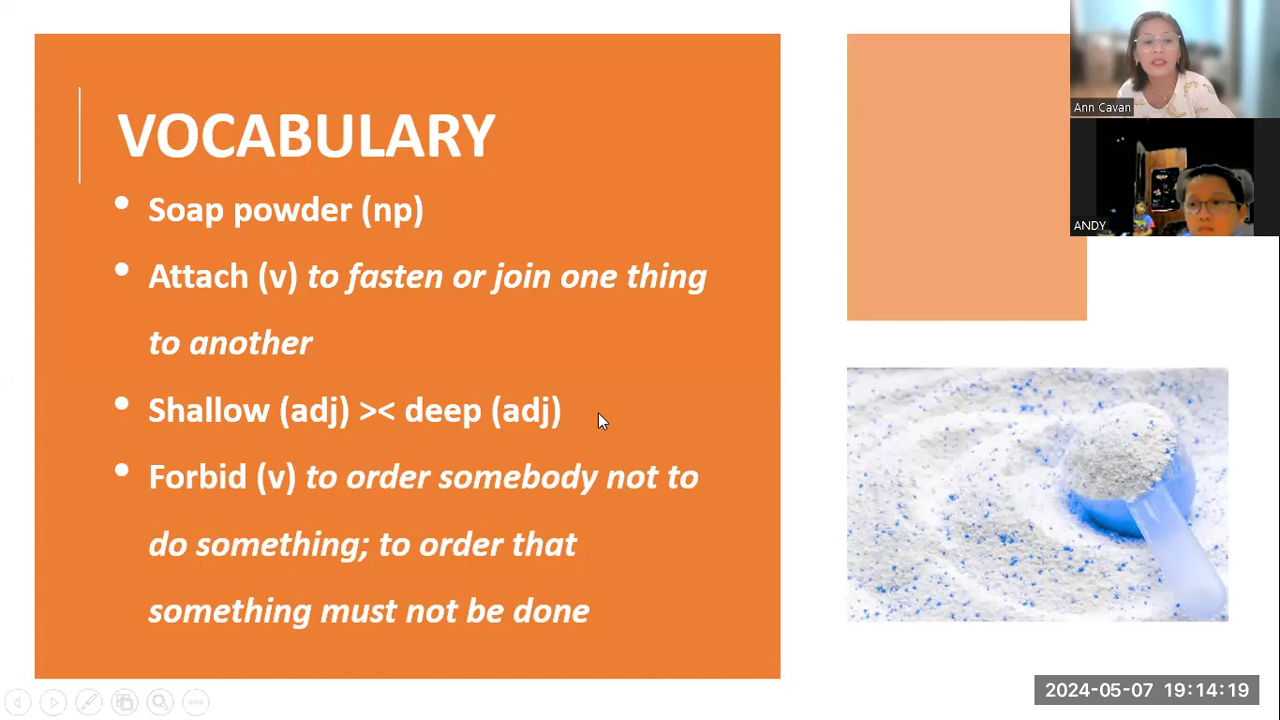 VOCABULARY
• Soap powder (np)
• Attach (v) to fasten or join one thing
to another
• Shallow (adj) >< deep (adj)
• Forbid (v) to order somebody not to
do something; to order that
something must not be done
Ann Cavan
ANDY
2024-05-07 19:14:19